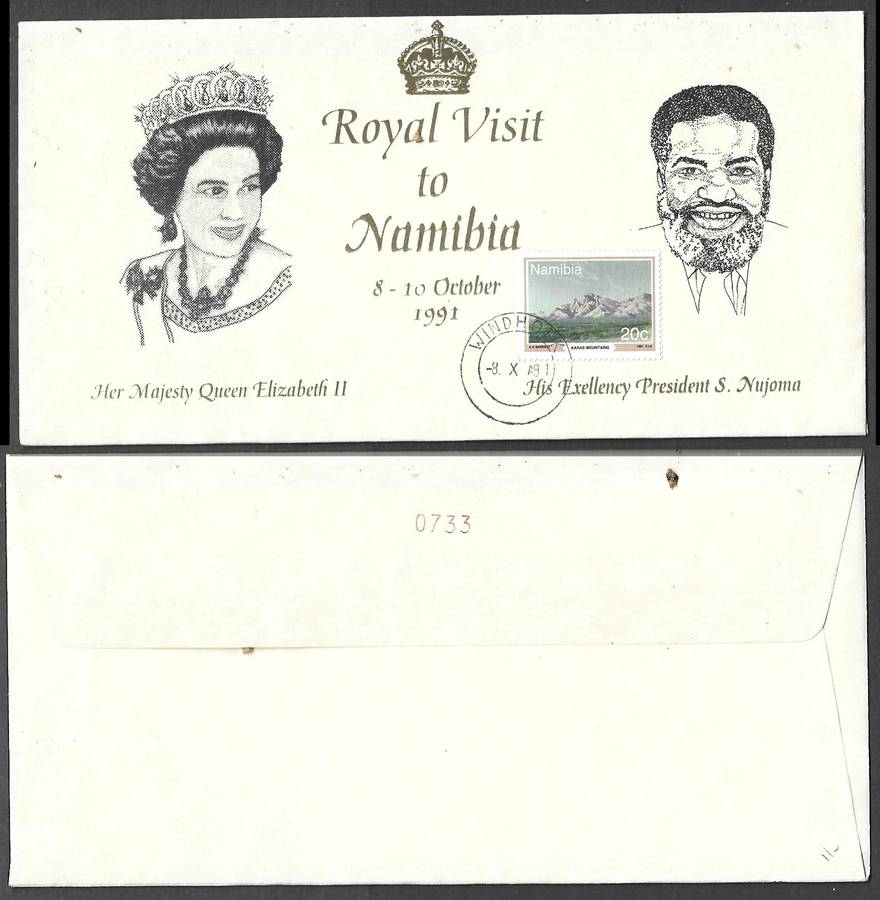 Royal Visit
to
Namibia
8 - 10 October
1991
Namibia
20c
KARAS MOUNTAINS
WINDHOEK
-8. X 191
Her Majesty Queen Elizabeth II
His Exellency President S. Nujoma
0733